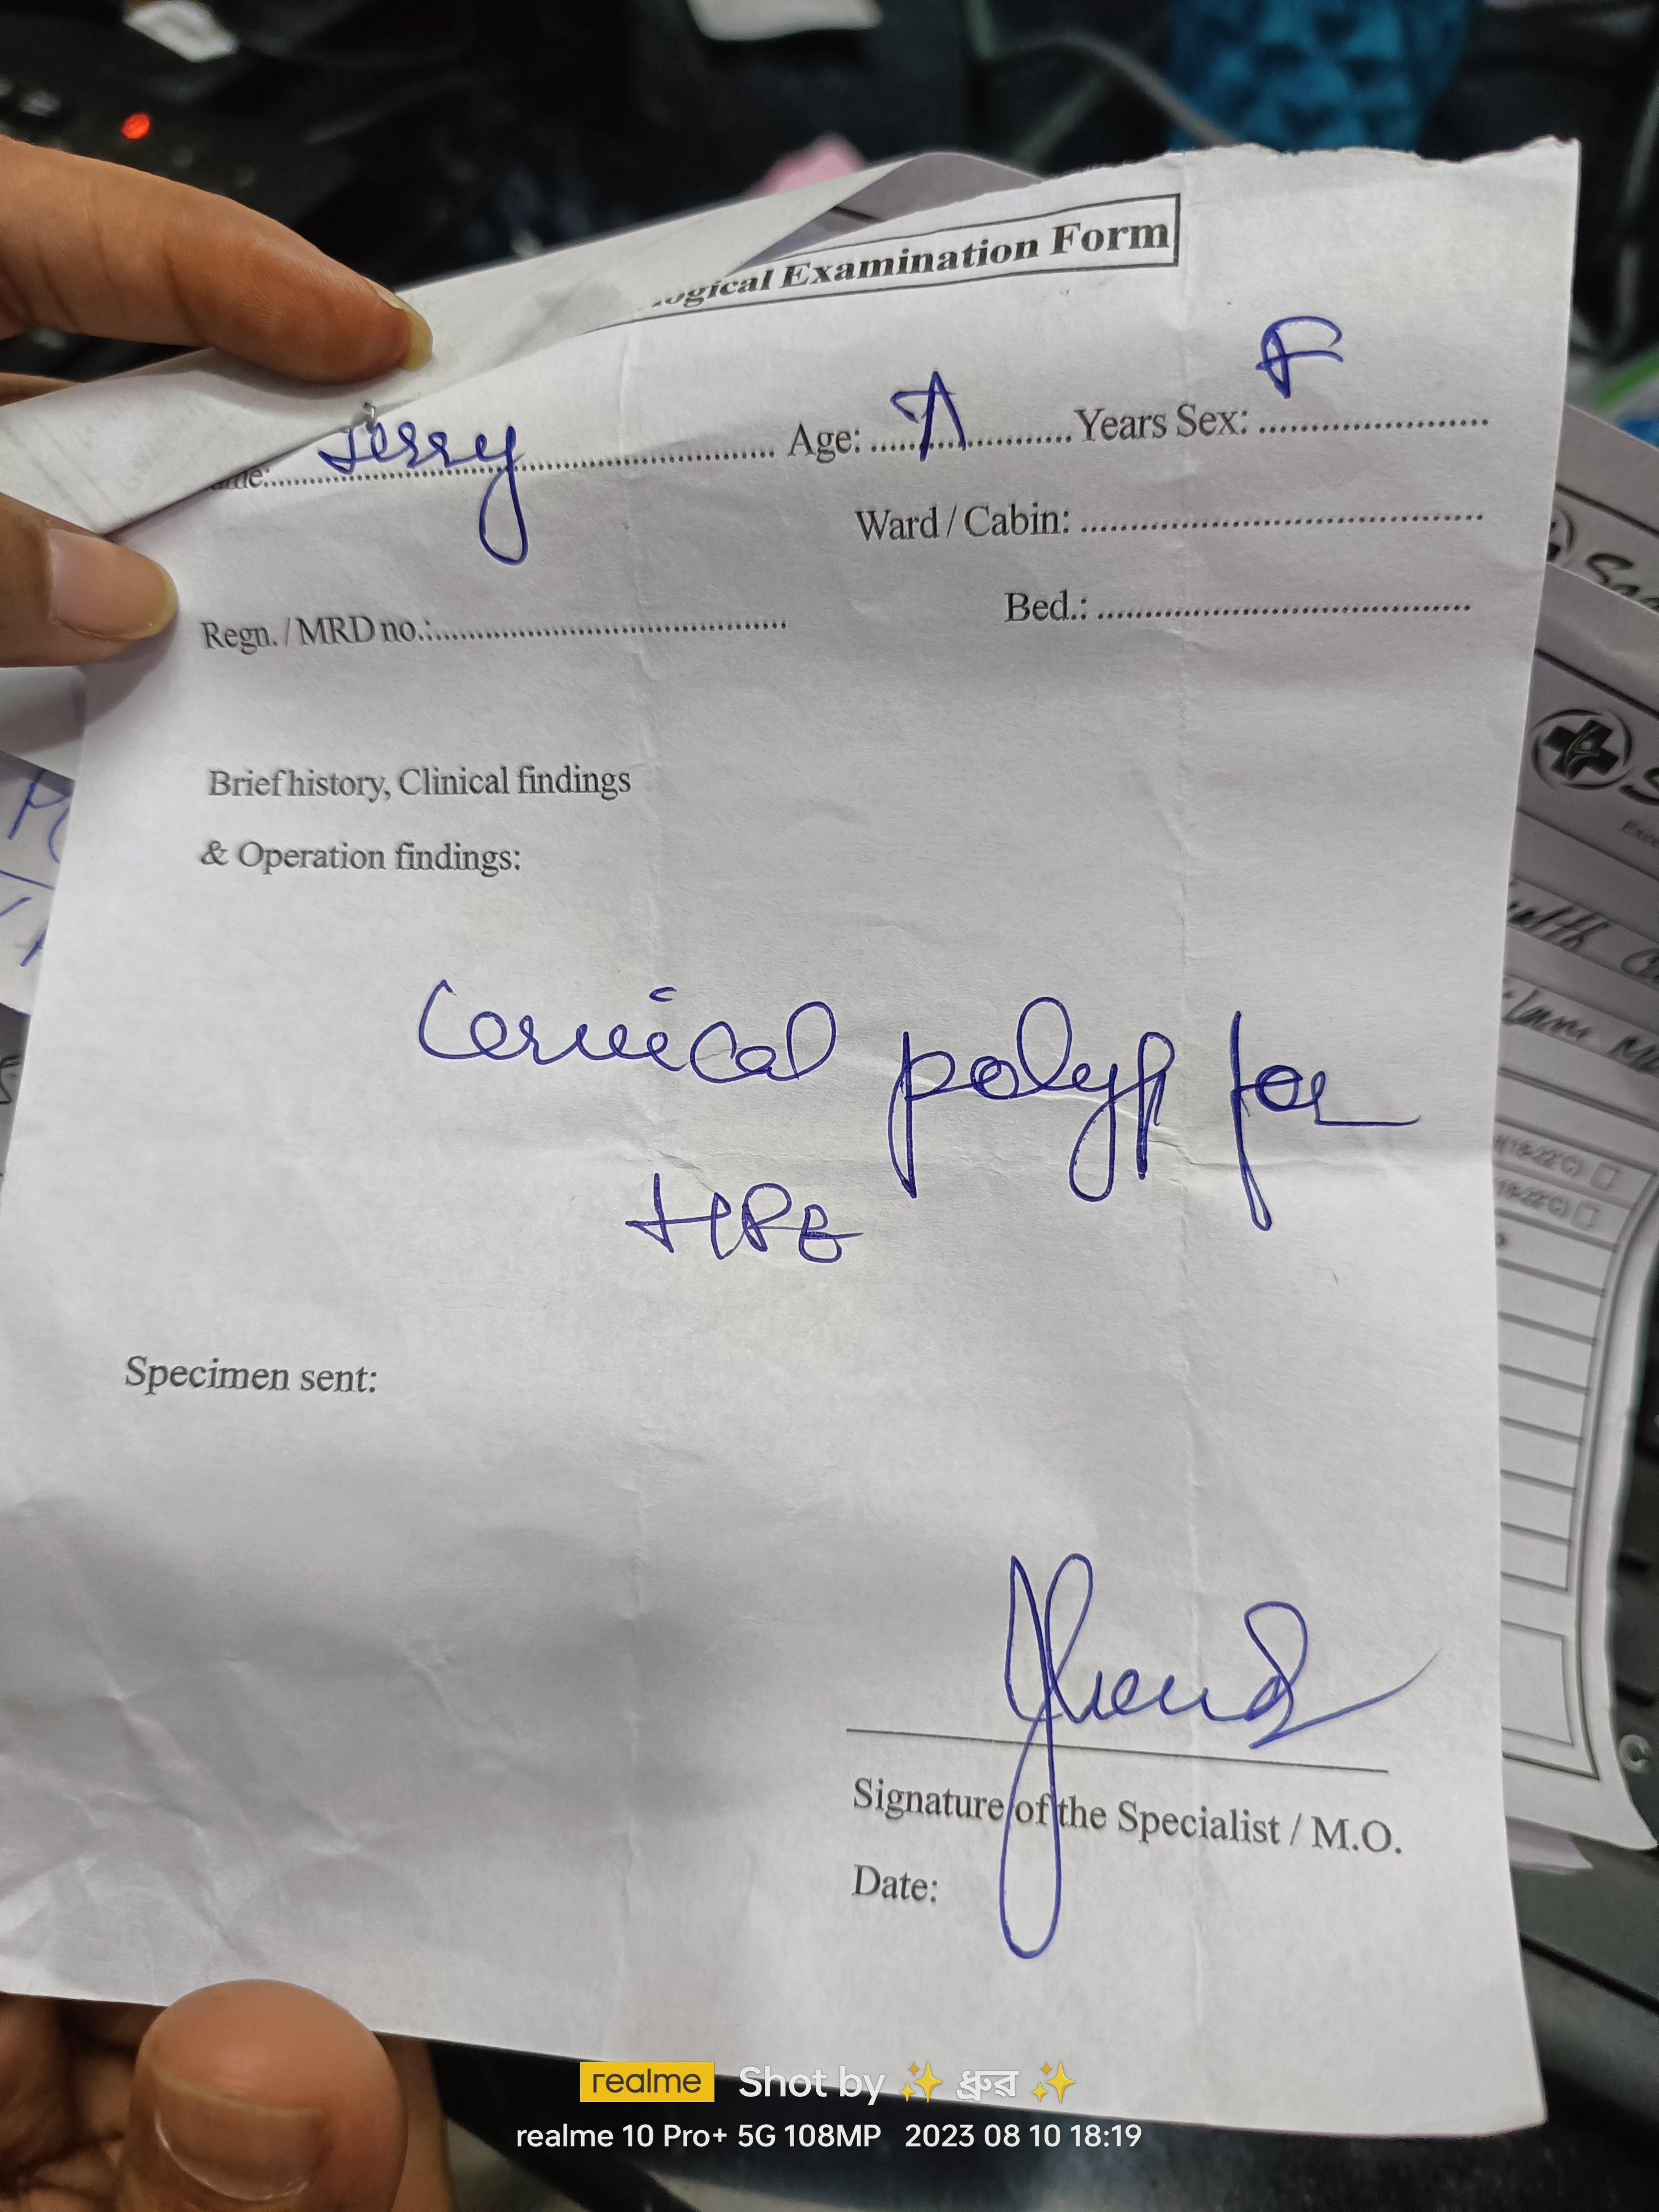 ogical Examination Form
Jerry Age: A Years Sex: F
Ward / Cabin:
Regn. / MRD no.: Bed.:
Brief history, Clinical findings
& Operation findings:
Cervical polyp for
HPE
Specimen sent:
Signature of the Specialist / M.O.
Date:
realme Shot by ✨ ধ্রুৱ ✨
realme 10 Pro+ 5G 108MP 2023 08 10 18:19